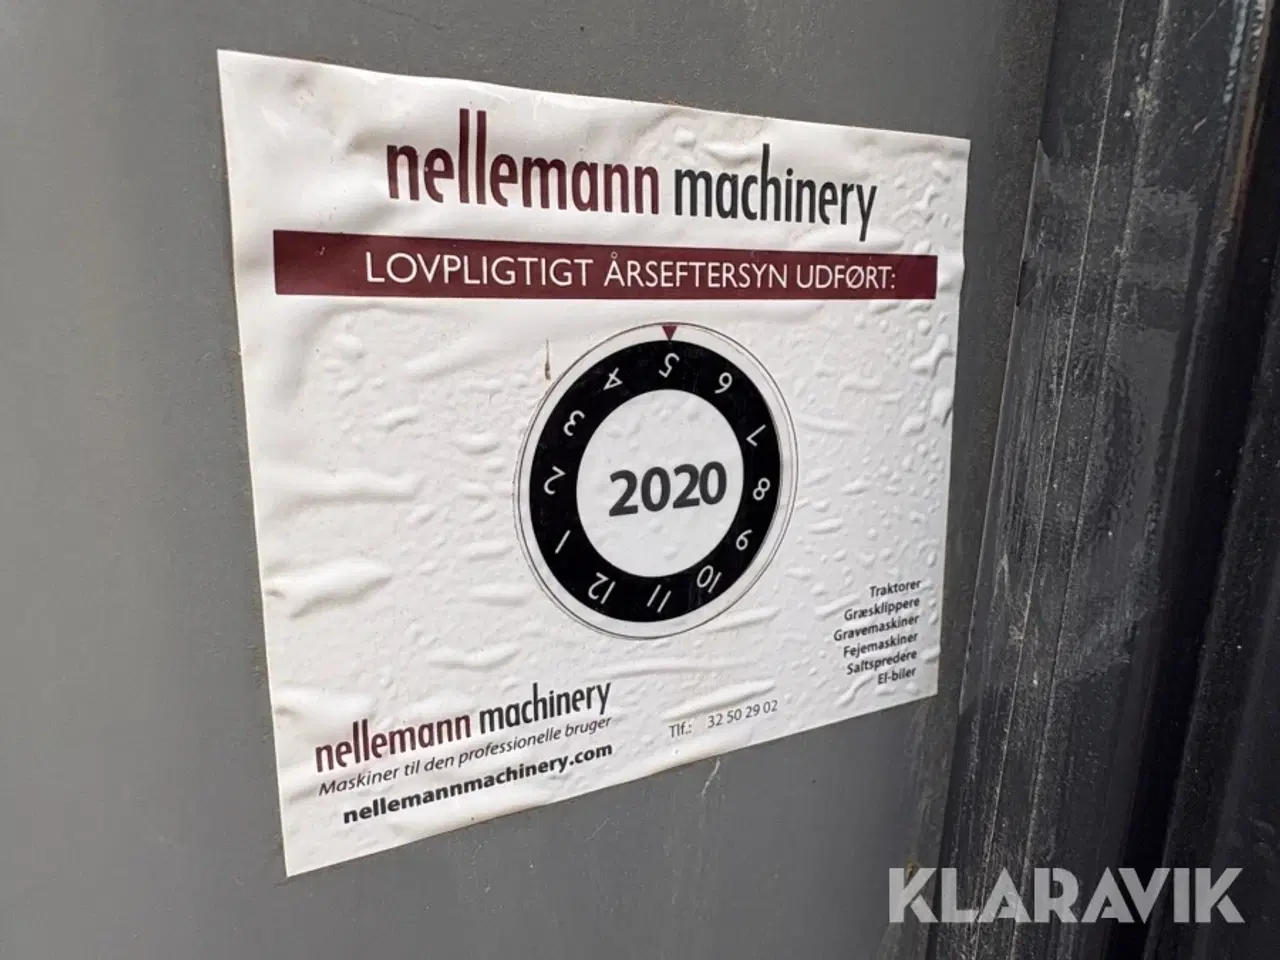 nellemann machinery
LOVPLIGTIGT ÅRSEFTERSYN UDFØRT:
1 2 3 4 5 6 7 8 9 10 11 12
2020
Traktorer
Græsklippere
Gravemaskiner
Fejemaskiner
Saltspredere
El-biler
nellemann machinery
Maskiner til den professionelle bruger
nellemannmachinery.com
Tlf.: 32 50 29 02
KLARAVIK